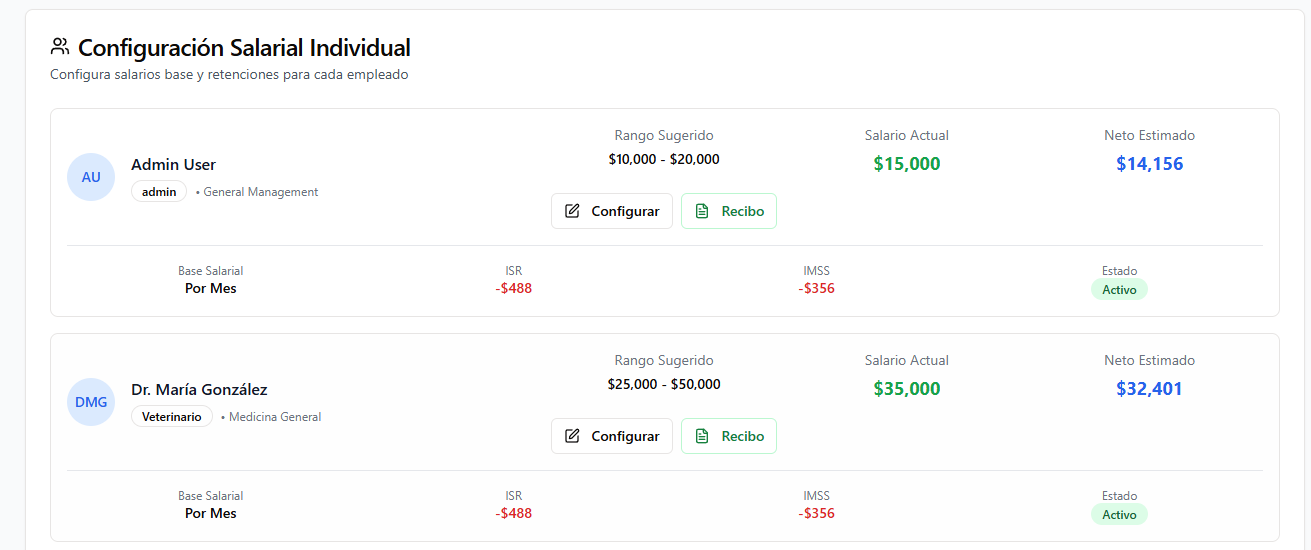 Configuración Salarial Individual
Configura salarios base y retenciones para cada empleado
AU
Admin User
admin • General Management
Rango Sugerido
$10,000 - $20,000
Salario Actual
$15,000
Neto Estimado
$14,156
Configurar
Recibo
Base Salarial
Por Mes
ISR
-$488
IMSS
-$356
Estado
Activo
DMG
Dr. María González
Veterinario • Medicina General
Rango Sugerido
$25,000 - $50,000
Salario Actual
$35,000
Neto Estimado
$32,401
Configurar
Recibo
Base Salarial
Por Mes
ISR
-$488
IMSS
-$356
Estado
Activo